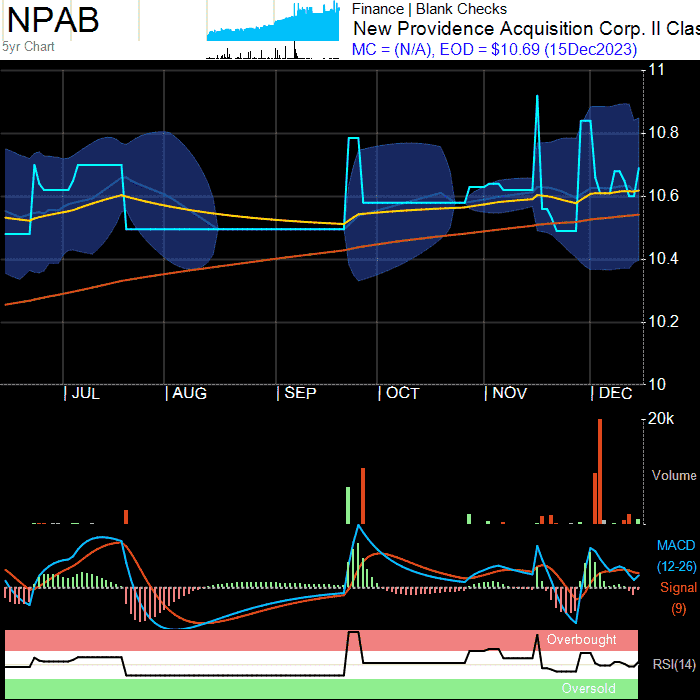 NPAB
5yr Chart
Finance | Blank Checks
New Providence Acquisition Corp. II Clas
MC = (N/A), EOD = $10.69 (15Dec2023)
11
10.8
10.6
10.4
10.2
10
JUL AUG SEP OCT NOV DEC
20k
Volume
MACD
(12-26)
Signal
(9)
Overbought
RSI(14)
Oversold